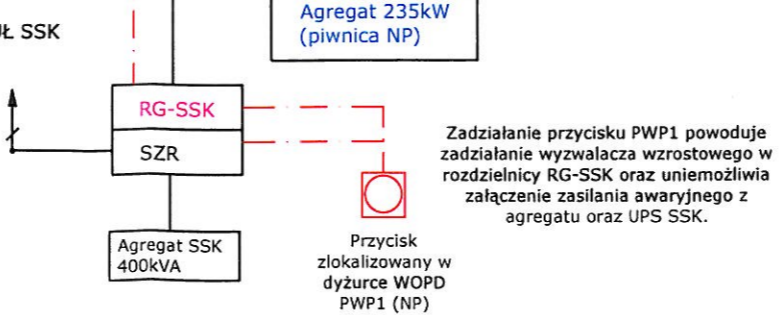 Agregat 235kW
(piwnica NP)
SSK
RG-SSK
SZR
Agregat SSK
400kVA
Przycisk
zlokalizowany w
dyżurce WOPD
PWP1 (NP)
Zadziałanie przycisku PWP1 powoduje
zadziałanie wyzwalacza wzrostowego w
rozdzielnicy RG-SSK oraz uniemożliwia
załączenie zasilania awaryjnego z
agregatu oraz UPS SSK.